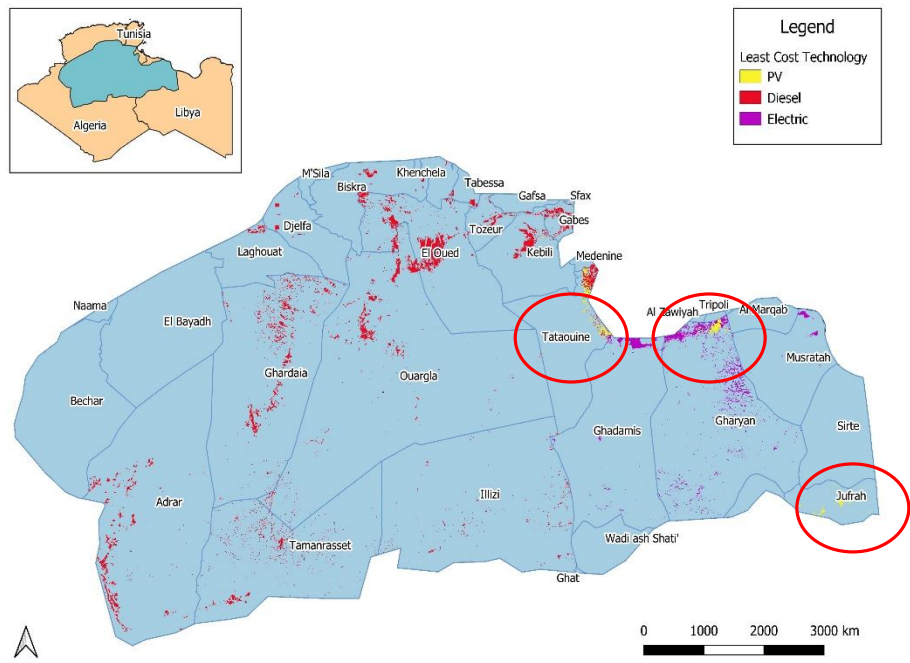 Tunisia
Algeria
Libya
Legend
Least Cost Technology
PV
Diesel
Electric
M'Sila
Khenchela
Biskra
Tabessa
Gafsa
Sfax
Djelfa
Tozeur
Gabes
Laghouat
El Oued
Kebili
Medenine
Naama
El Bayadh
Al Zawiyah
Tripoli
Al Marqab
Tataouine
Musratah
Ghardaia
Ouargla
Bechar
Ghadamis
Gharyan
Sirte
Adrar
Illizi
Jufrah
Tamanrasset
Wadi ash Shati'
Ghat
0 1000 2000 3000 km